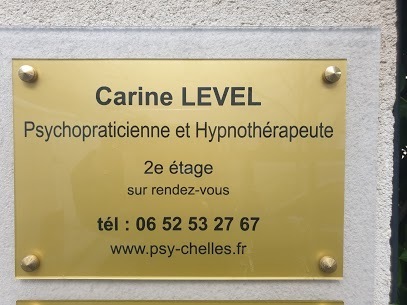 Carine LEVEL
Psychopraticienne et Hypnothérapeute
2e étage
sur rendez-vous
tél : 06 52 53 27 67
www.psy-chelles.fr